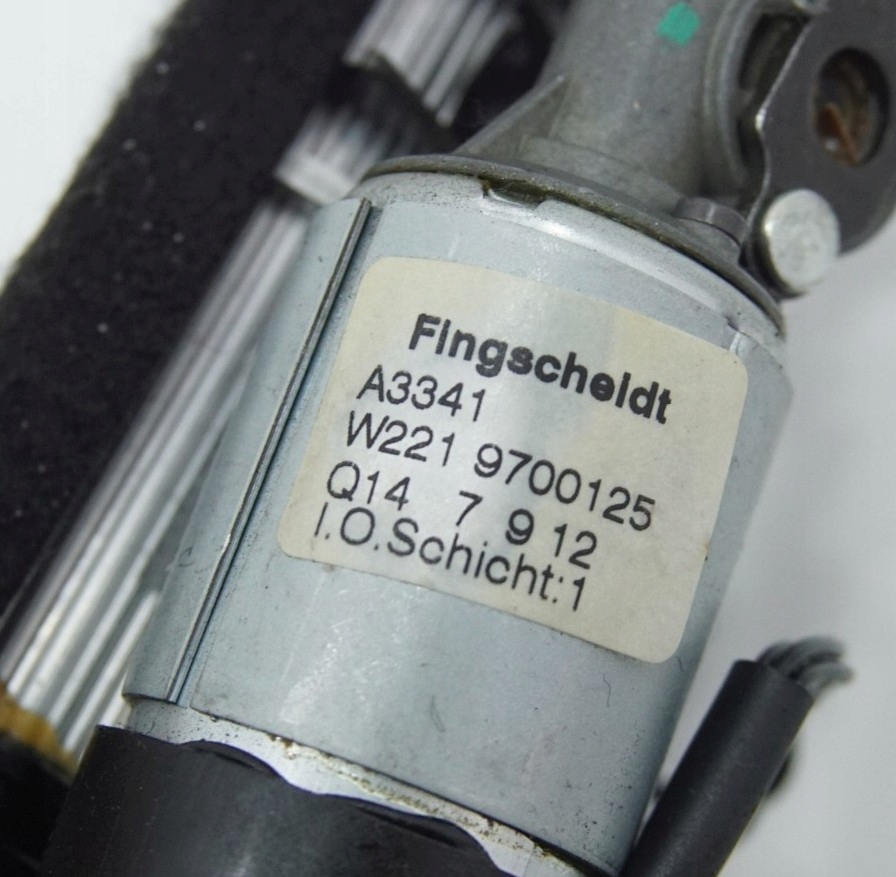 Fingscheidt
A3341
W221 9700125
Q14 7 9 12
I.O.Schicht:1